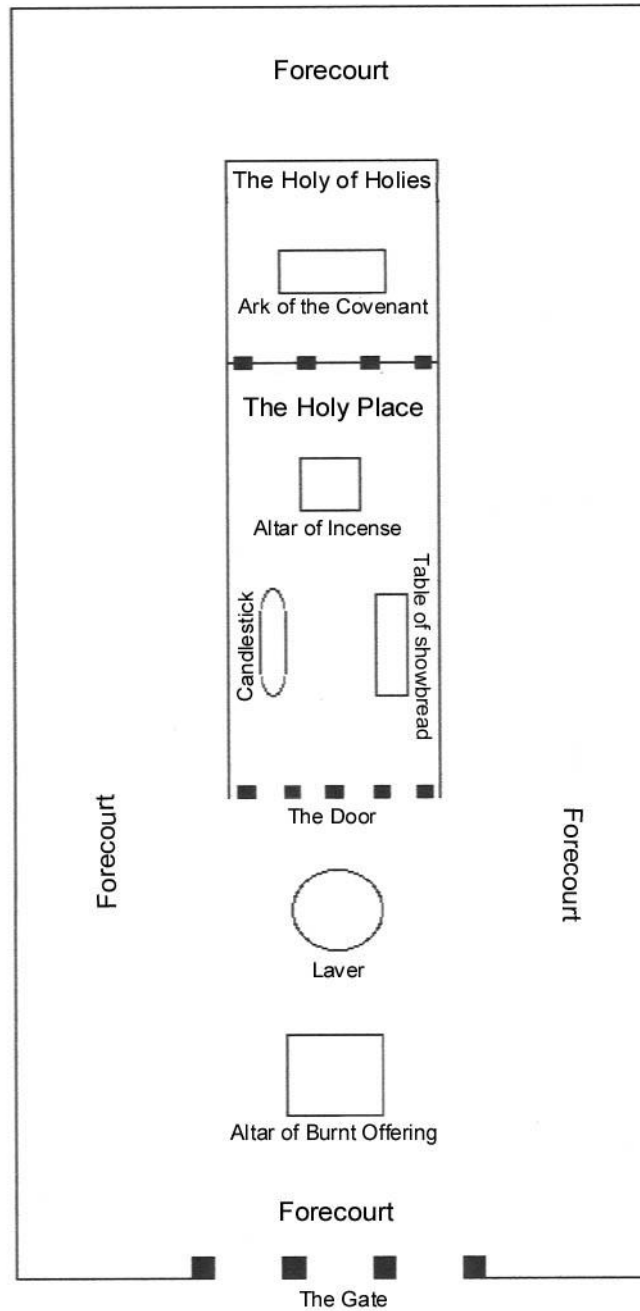 Forecourt
The Holy of Holies
Ark of the Covenant
The Holy Place
Altar of Incense
Candlestick
Table of showbread
The Door
Forecourt
Forecourt
Laver
Altar of Burnt Offering
Forecourt
The Gate